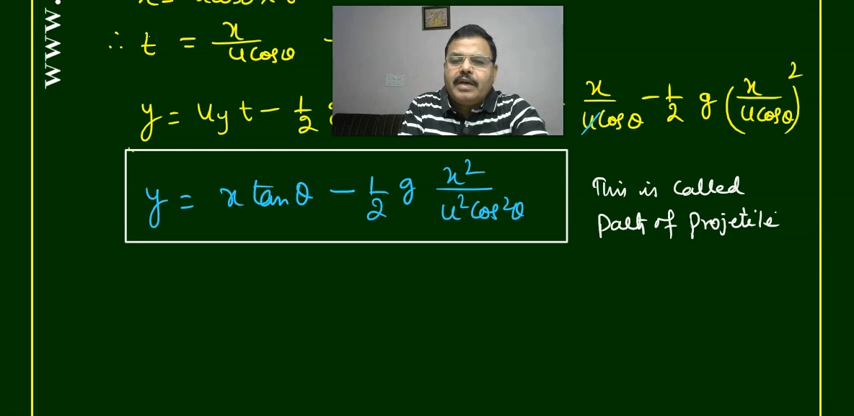 www.
∴ t = x/(u cosθ)
y = u_y t − 1/2
x/(u cosθ) − 1/2 g (x/(u cosθ))²
y = x tanθ − 1/2 g x²/(u² cos²θ)
This is called
path of projetile